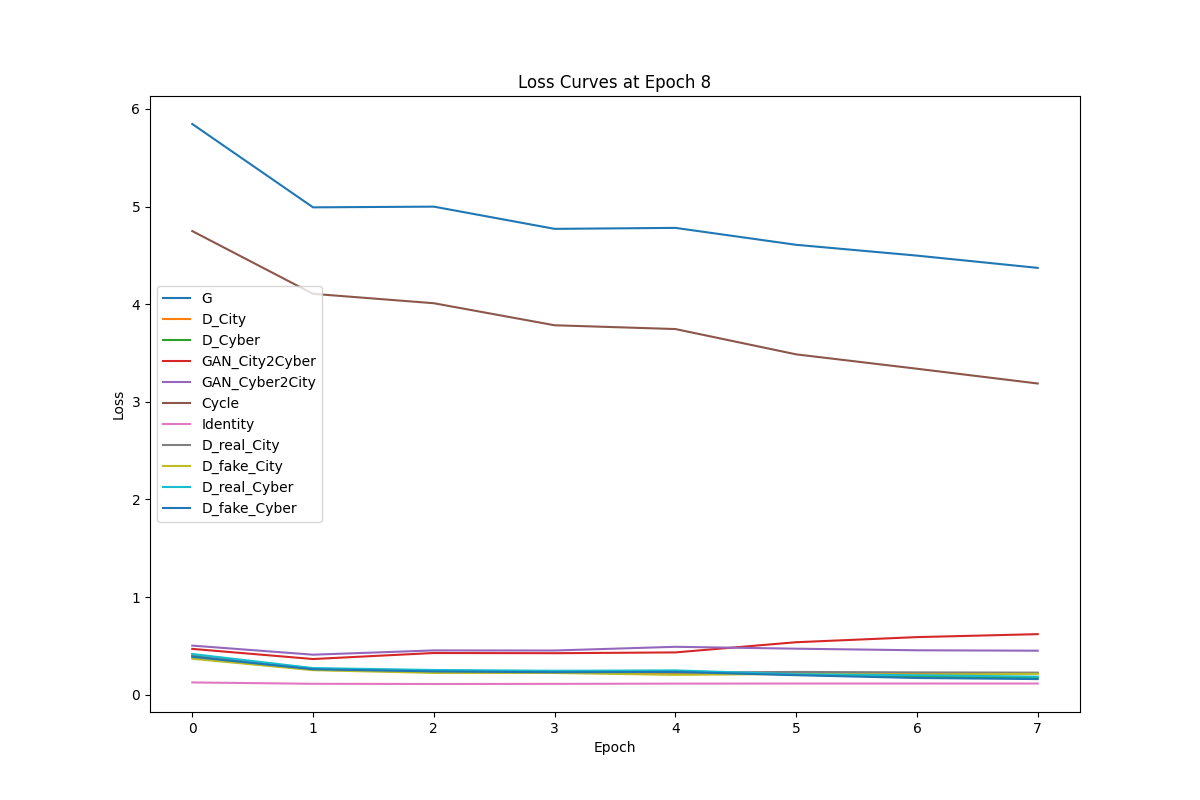 Loss Curves at Epoch 8
6
5
4
3
2
1
0
Loss
G
D_City
D_Cyber
GAN_City2Cyber
GAN_Cyber2City
Cycle
Identity
D_real_City
D_fake_City
D_real_Cyber
D_fake_Cyber
0 1 2 3 4 5 6 7
Epoch